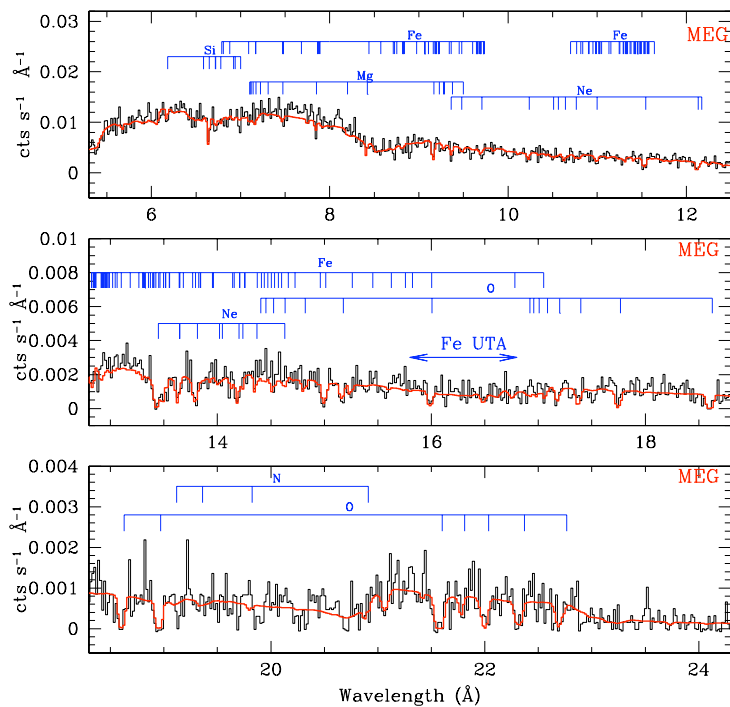 0.03
0.02
0.01
0
cts s⁻¹ Å⁻¹
Fe
Fe
MEG
Si
Mg
Ne
6 8 10 12
0.01
0.008
0.006
0.004
0.002
0
cts s⁻¹ Å⁻¹
MEG
Fe
O
Ne
Fe UTA
14 16 18
0.004
0.003
0.002
0.001
0
cts s⁻¹ Å⁻¹
MEG
N
O
20 22 24
Wavelength (Å)